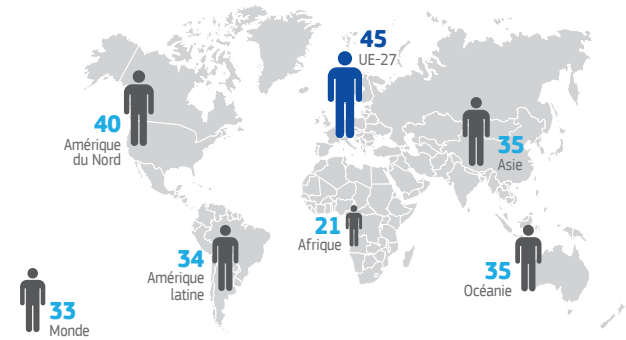 45
UE-27
40
Amérique
du Nord
35
Asie
21
Afrique
34
Amérique
latine
35
Océanie
33
Monde